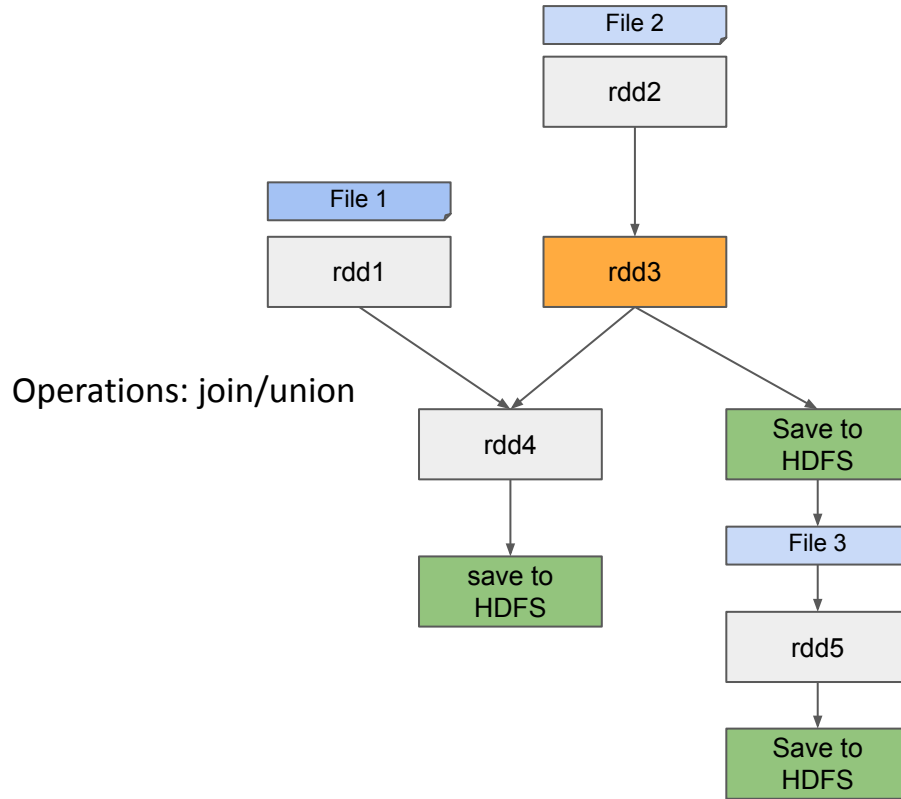 File 2
rdd2
File 1
rdd1
rdd3
Operations: join/union
rdd4
Save to
HDFS
File 3
save to
HDFS
rdd5
Save to
HDFS